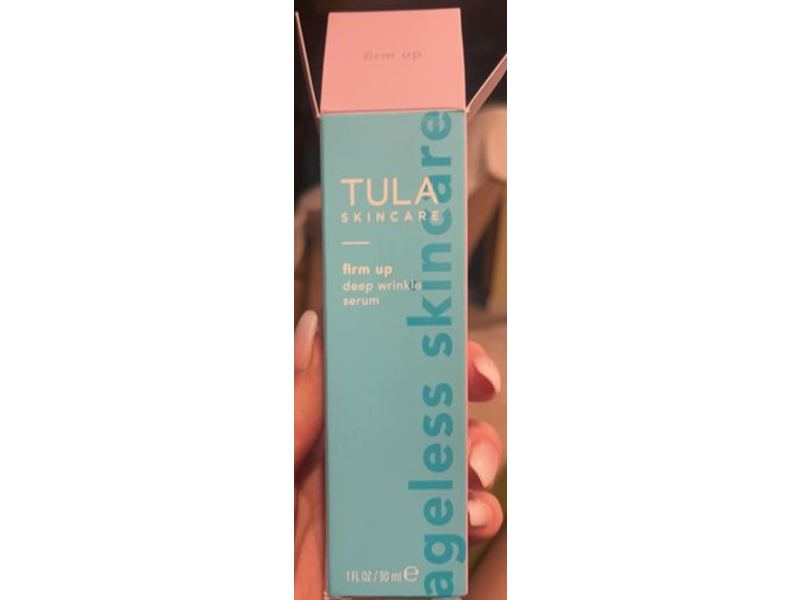 firm up
TULA
SKINCARE
firm up
deep wrinkle
serum
ageless skincare
1 FL OZ / 30 ml ℮